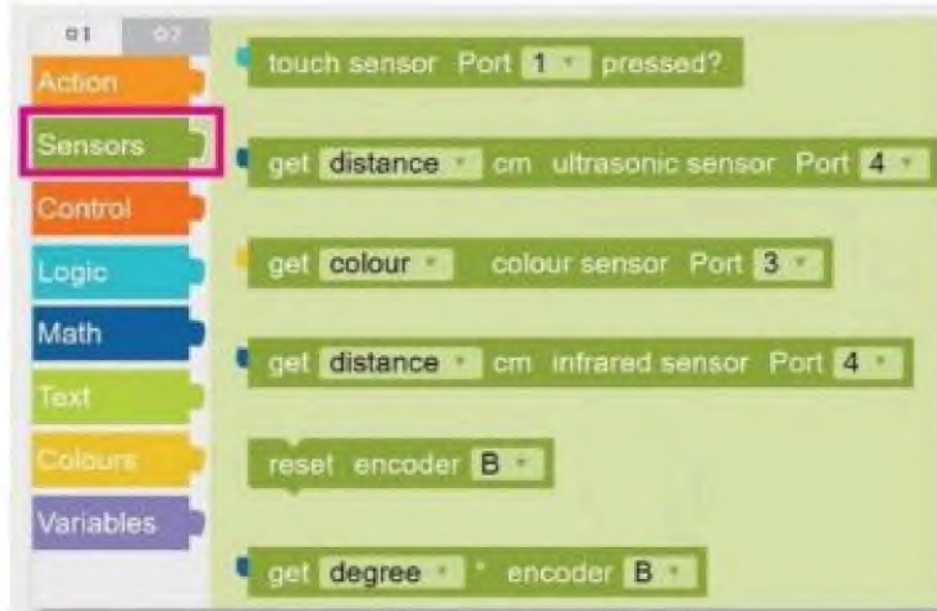 1 2
Action
Sensors
Control
Logic
Math
Text
Colours
Variables
touch sensor Port 1 pressed?
get distance cm ultrasonic sensor Port 4
get colour colour sensor Port 3
get distance cm infrared sensor Port 4
reset encoder B
get degree ° encoder B